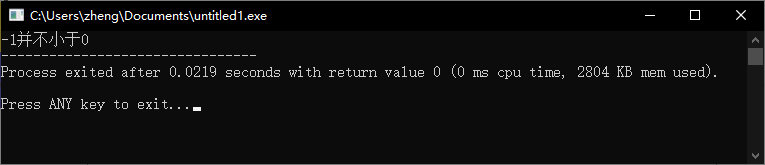 C:\Users\zheng\Documents\untitled1.exe
-1并不小于0
--------------------------------
Process exited after 0.0219 seconds with return value 0 (0 ms cpu time, 2804 KB mem used).
Press ANY key to exit...